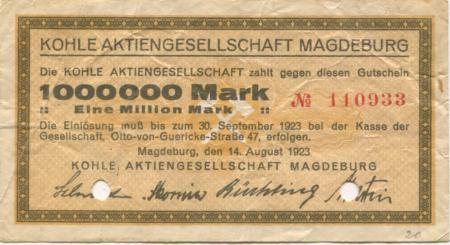 KOHLE AKTIENGESELLSCHAFT MAGDEBURG
Die KOHLE AKTIENGESELLSCHAFT zahlt gegen diesen Gutschein
1000000 Mark
:: Eine Million Mark ::
№ 110933
Die Einlösung muß bis zum 30. September 1923 bei der Kasse der
Gesellschaft, Otto-von-Guericke-Straße 47, erfolgen.
Magdeburg, den 14. August 1923
KOHLE, AKTIENGESELLSCHAFT MAGDEBURG
20